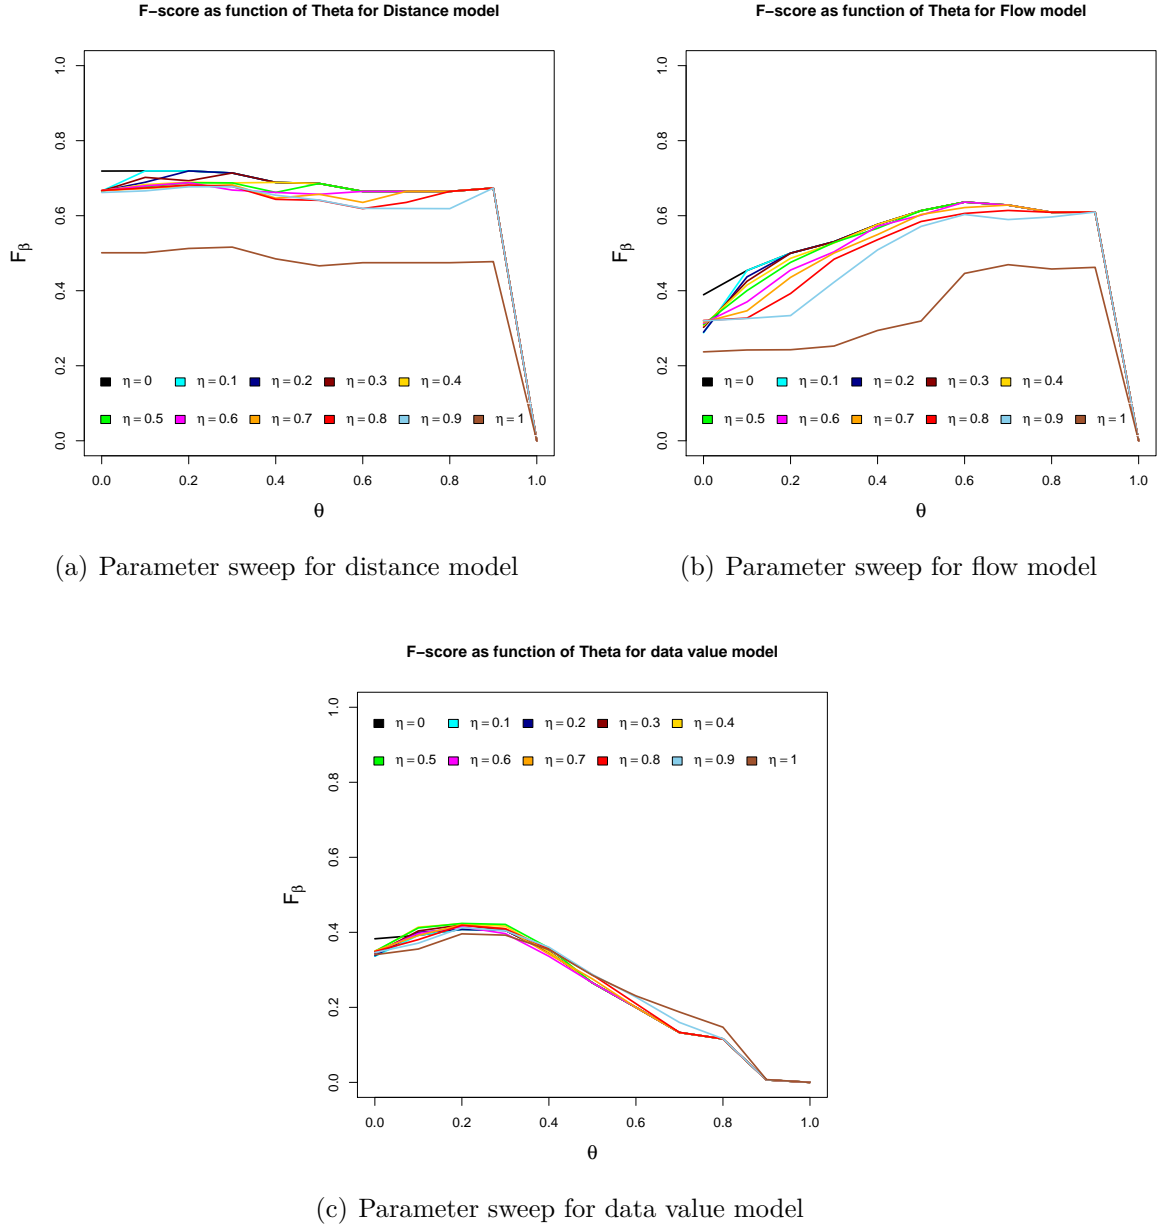 F−score as function of Theta for Distance model
F_β
1.0
0.8
0.6
0.4
0.2
0.0
η = 0 η = 0.1 η = 0.2 η = 0.3 η = 0.4
η = 0.5 η = 0.6 η = 0.7 η = 0.8 η = 0.9 η = 1
0.0 0.2 0.4 0.6 0.8 1.0
θ
(a) Parameter sweep for distance model
F−score as function of Theta for Flow model
F_β
1.0
0.8
0.6
0.4
0.2
0.0
η = 0 η = 0.1 η = 0.2 η = 0.3 η = 0.4
η = 0.5 η = 0.6 η = 0.7 η = 0.8 η = 0.9 η = 1
0.0 0.2 0.4 0.6 0.8 1.0
θ
(b) Parameter sweep for flow model
F−score as function of Theta for data value model
F_β
1.0
0.8
0.6
0.4
0.2
0.0
η = 0 η = 0.1 η = 0.2 η = 0.3 η = 0.4
η = 0.5 η = 0.6 η = 0.7 η = 0.8 η = 0.9 η = 1
0.0 0.2 0.4 0.6 0.8 1.0
θ
(c) Parameter sweep for data value model